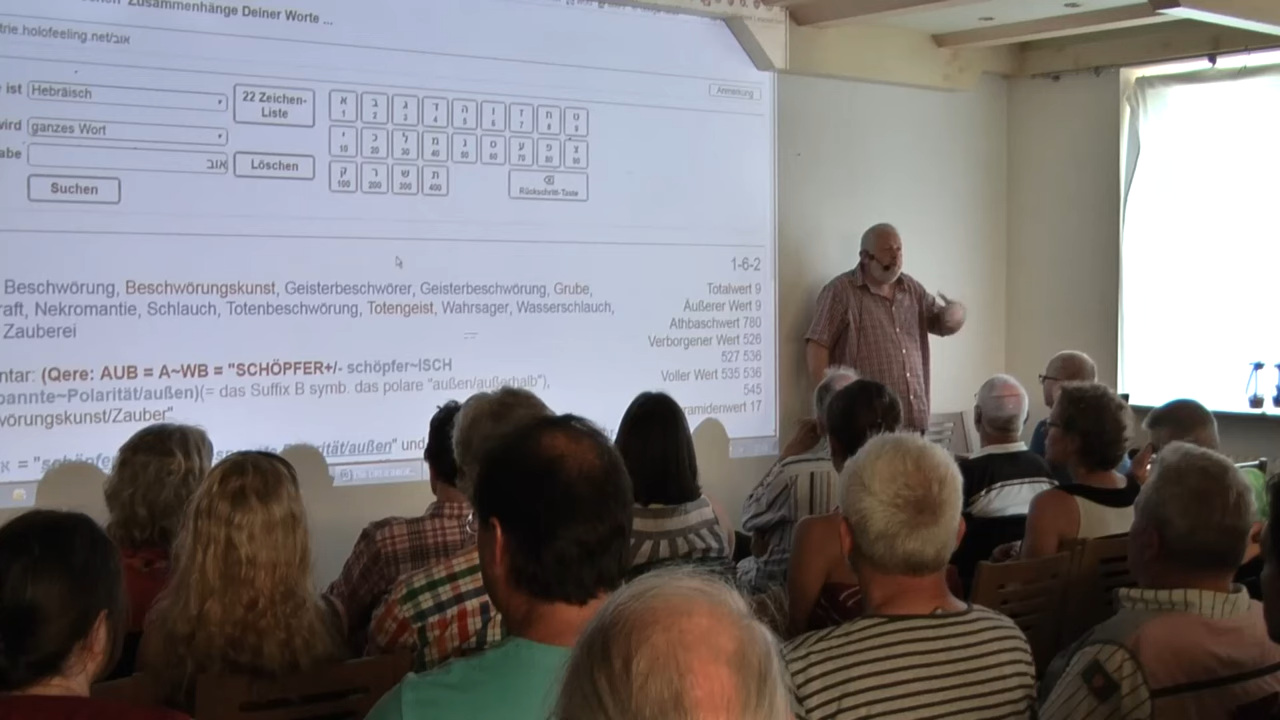 Zusammenhänge Deiner Worte ...
trie.holofeeling.net/אוב
ist Hebräisch
22 Zeichen-
Liste
א ב ג ד ה ו ז ח ט
1 2 3 4 5 6 7 8 9
wird ganzes Wort
abe אוב
Löschen
י כ ל מ נ ס ע פ צ
10 20 30 40 50 60 70 80 90
Suchen
ק ר ש ת
100 200 300 400
Rückschritt-Taste
Anmerkung
Beschwörung, Beschwörungskunst, Geisterbeschwörer, Geisterbeschwörung, Grube,
raft, Nekromantie, Schlauch, Totenbeschwörung, Totengeist, Wahrsager, Wasserschlauch,
Zauberei
ntar: (Qere: AUB = A~WB = "SCHÖPFER+/- schöpfer~ISCH
pannte~Polarität/außen)(= das Suffix B symb. das polare "außen/außerhalb"),
wörungskunst/Zauber"
א = "schöpfe
rität/außen" und
1-6-2
Totalwert 9
Äußerer Wert 9
Athbaschwert 780
Verborgener Wert 526
527 536
Voller Wert 535 536
545
ramidenwert 17